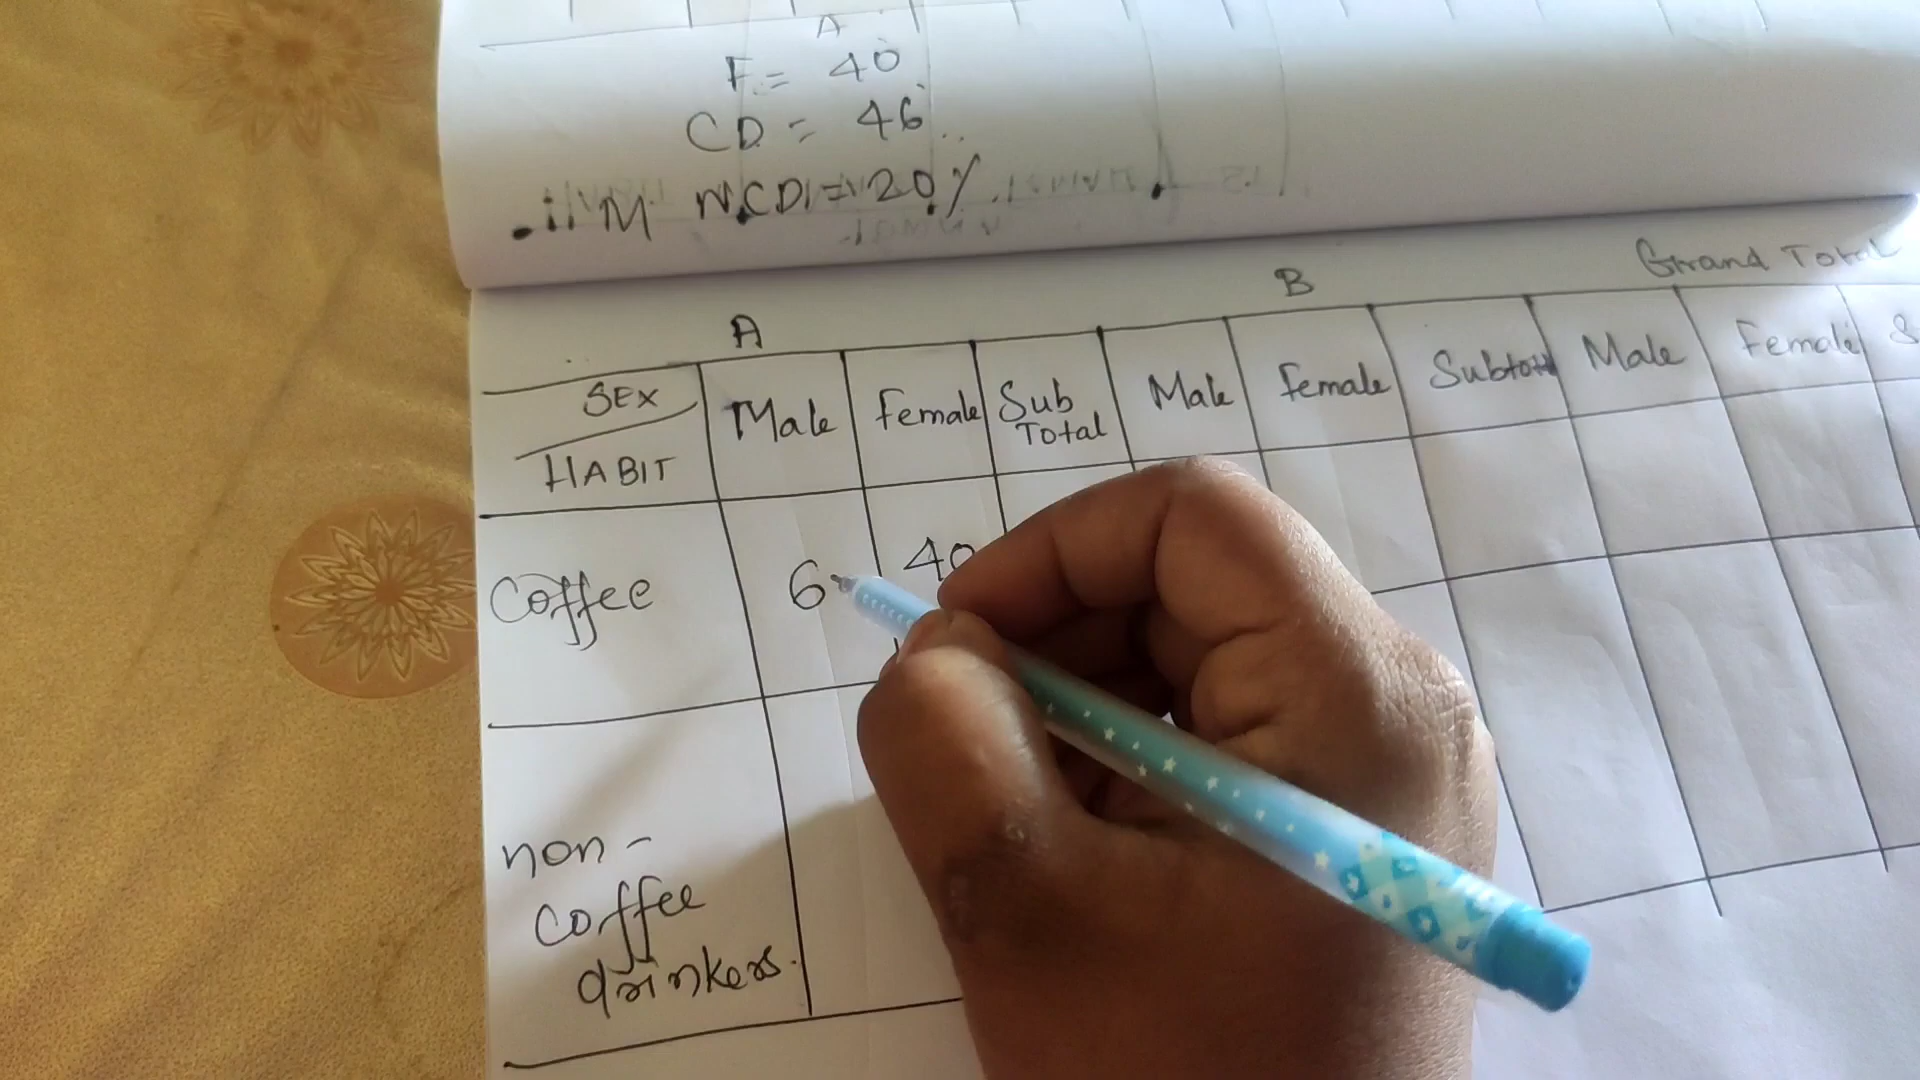 A
F = 40
CD = 46
M NCD = 20%
A B Grand Total
SEX Male Female Sub Total Male Female Subtot Male Female S
HABIT
Coffee 6 40
non-
coffee
drinkers.